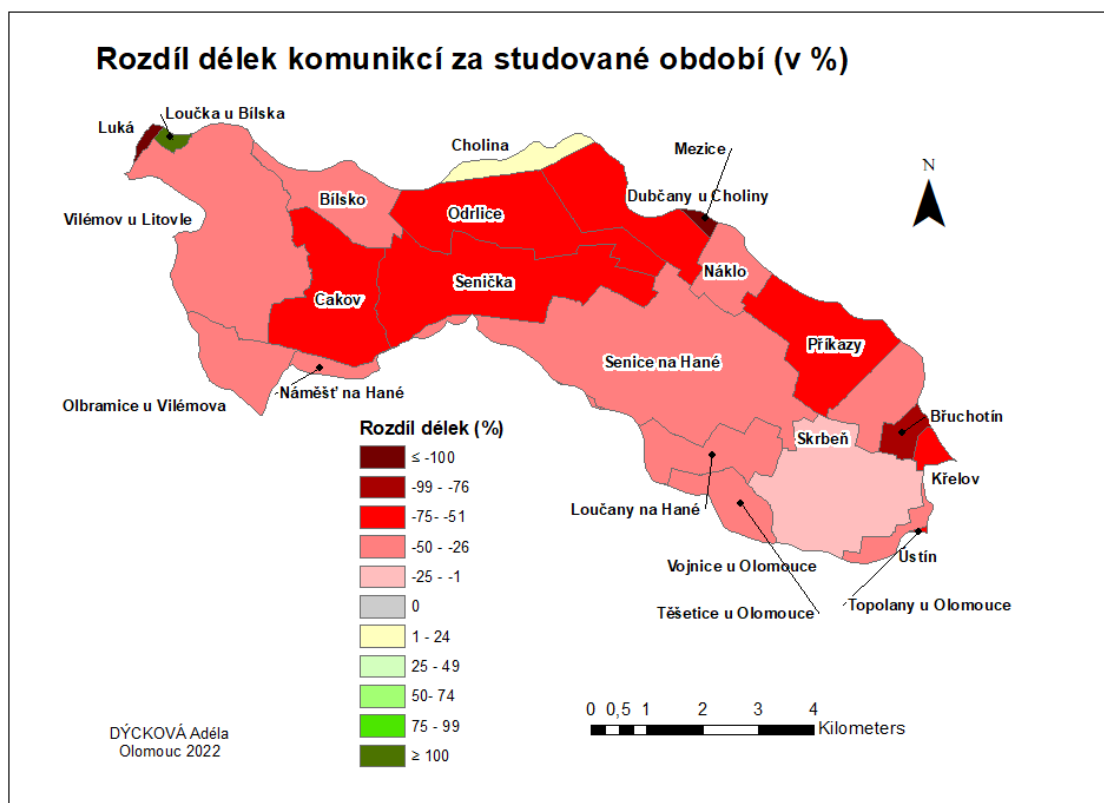 Rozdíl délek komunikcí za studované období (v %)
Loučka u Bílska
Luká
Cholina
Mezice
N
Dubčany u Choliny
Bílsko
Odrlice
Vilémov u Litovle
Náklo
Senička
Cakov
Příkazy
Senice na Hané
Náměšť na Hané
Olbramice u Vilémova
Břuchotín
Skrbeň
Křelov
Loučany na Hané
Ústín
Vojnice u Olomouce
Topolany u Olomouce
Těšetice u Olomouce
Rozdíl délek (%)
≤ -100
-99 - -76
-75 - -51
-50 - -26
-25 - -1
0
1 - 24
25 - 49
50- 74
75 - 99
≥ 100
0 0,5 1 2 3 4
Kilometers
DÝCKOVÁ Adéla
Olomouc 2022